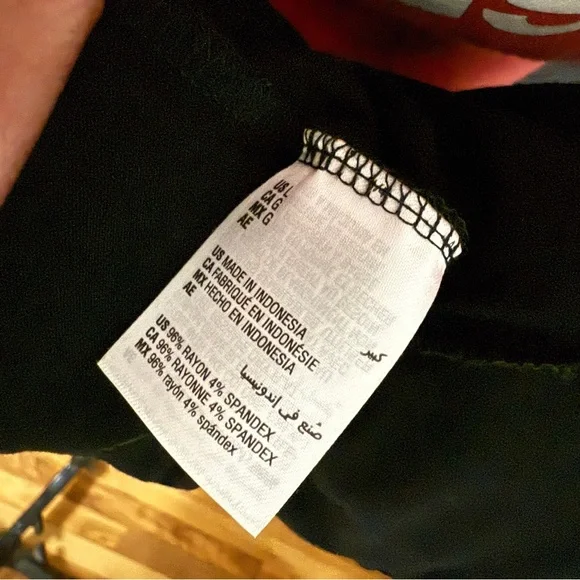 US L
CA G
MX G
AE
كبير
US MADE IN INDONESIA
CA FABRIQUÉ EN INDONÉSIE
MX HECHO EN INDONESIA
AE
صُنع في اندونيسيا
US 96% RAYON 4% SPANDEX
CA 96% RAYONNE 4% SPANDEX
MX 96% rayón 4% spándex